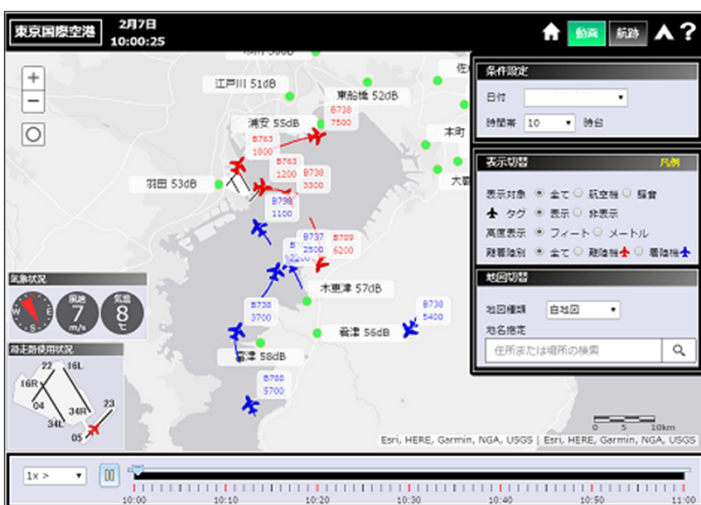 東京国際空港
2月7日
10:00:25
動画
航跡
?
江戸川 51dB
東船橋 52dB
浦安 55dB
B738
7500
B763
1800
B763
1200
B738
3300
羽田 53dB
本町
B738
1100
B737
2500
B789
6200
木更津 57dB
B738
3700
君津 56dB
B738
5400
富津 58dB
B788
5700
条件設定
日付
時間帯 10 時台
表示切替 凡例
表示対象 全て 航空機 騒音
タグ 表示 非表示
高度表示 フィート メートル
離着陸別 全て 離陸機 着陸機
地図切替
地図種類 白地図
地名指定
住所または場所の検索
気象状況
N
E
S
W
風速
7
m/s
気温
8
℃
滑走路使用状況
22
16L
16R
04
34R
34L
23
05
0 5 10km
Esri, HERE, Garmin, NGA, USGS | Esri, HERE, Garmin, NGA, USGS
1x >
10:00 10:10 10:20 10:30 10:40 10:50 11:00